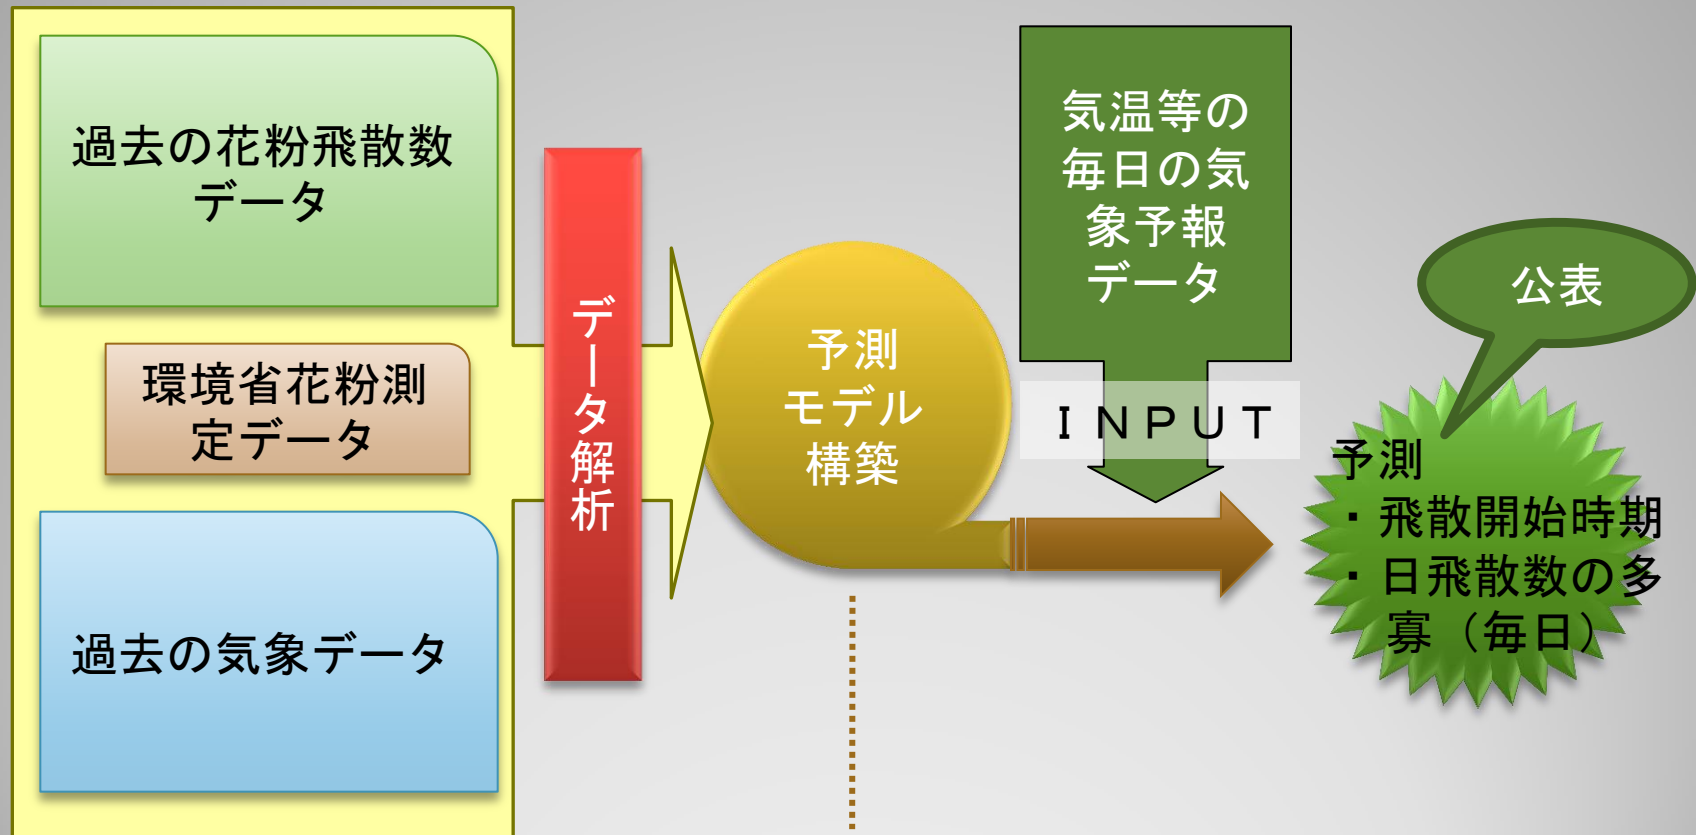 過去の花粉飛散数
データ
環境省花粉測
定データ
過去の気象データ
データ解析
予測
モデル
構築
気温等の
毎日の気
象予報
データ
ＩＮＰＵＴ
公表
予測
・飛散開始時期
・日飛散数の多
寡（毎日）